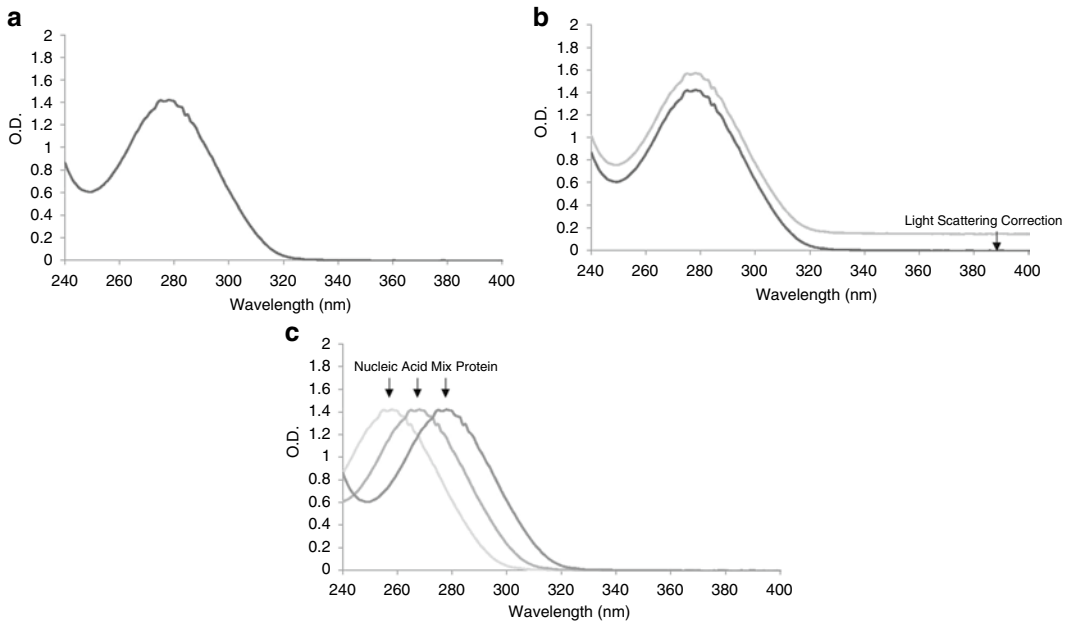 a
2
1.8
1.6
1.4
1.2
1
0.8
0.6
0.4
0.2
0
O.D.
240 260 280 300 320 340 360 380 400
Wavelength (nm)
b
2
1.8
1.6
1.4
1.2
1
0.8
0.6
0.4
0.2
0
O.D.
Light Scattering Correction
240 260 280 300 320 340 360 380 400
Wavelength (nm)
c
2
1.8
1.6
1.4
1.2
1
0.8
0.6
0.4
0.2
0
O.D.
Nucleic Acid Mix Protein
240 260 280 300 320 340 360 380 400
Wavelength (nm)